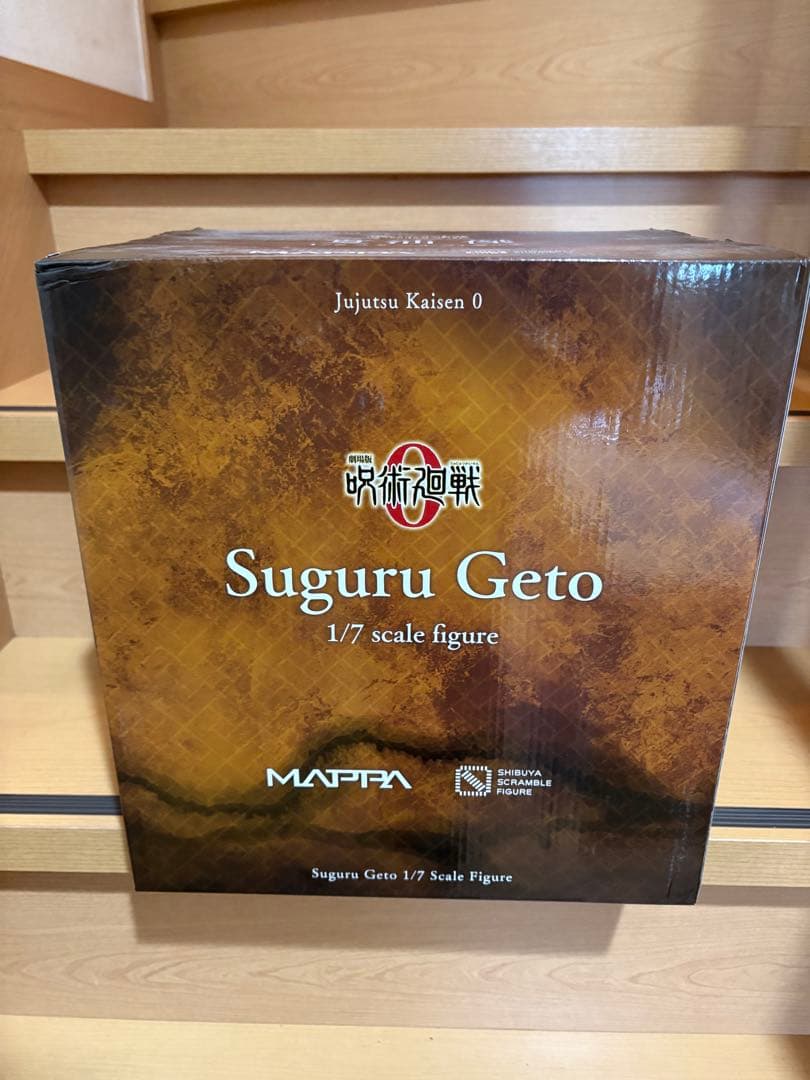 Jujutsu Kaisen 0
劇場版
呪術廻戦
0
Suguru Geto
1/7 scale figure
MAPPA
SHIBUYA
SCRAMBLE
FIGURE
Suguru Geto 1/7 Scale Figure